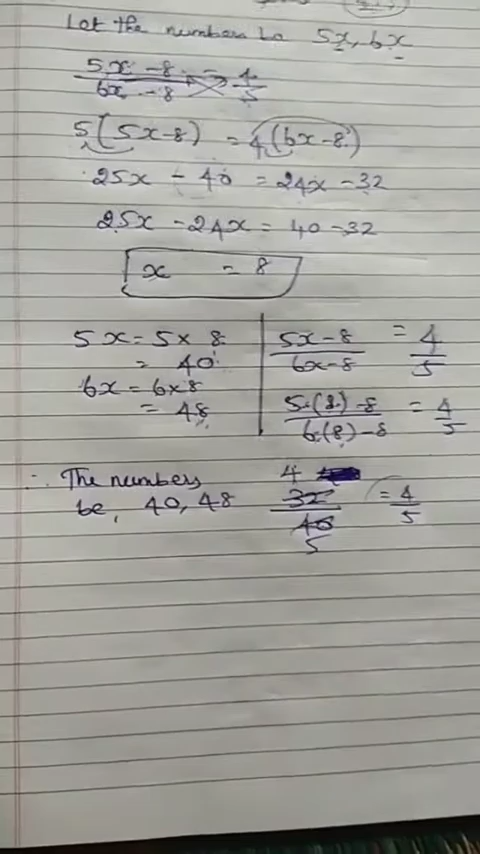 Let the numbers be 5x, 6x
5x - 8 / 6x - 8 = 4/5
5(5x-8) = 4(6x-8)
25x - 40 = 24x - 32
25x - 24x = 40 - 32
x = 8
5x = 5 x 8
= 40
6x = 6x8
= 48
∴ The numbers
be, 40, 48
5x-8 / 6x-8 = 4/5
5.(8.)-8 / 6.(8)-8 = 4/5
4
32 / 40 = 4/5
5